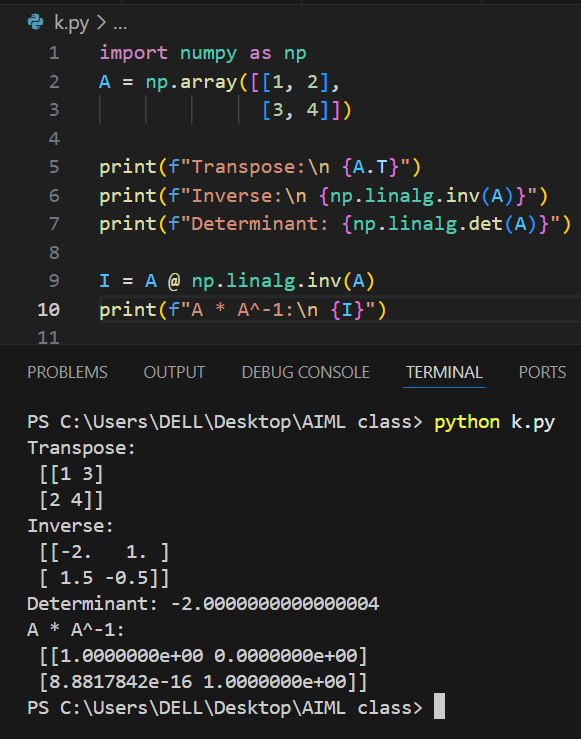 k.py > ...
1 import numpy as np
2 A = np.array([[1, 2],
3               [3, 4]])
4
5 print(f"Transpose:\n {A.T}")
6 print(f"Inverse:\n {np.linalg.inv(A)}")
7 print(f"Determinant: {np.linalg.det(A)}")
8
9 I = A @ np.linalg.inv(A)
10 print(f"A * A^-1:\n {I}")
11
PROBLEMS OUTPUT DEBUG CONSOLE TERMINAL PORTS
PS C:\Users\DELL\Desktop\AIML class> python k.py
Transpose:
 [[1 3]
 [2 4]]
Inverse:
 [[-2.   1. ]
 [ 1.5 -0.5]]
Determinant: -2.0000000000000004
A * A^-1:
 [[1.0000000e+00 0.0000000e+00]
 [8.8817842e-16 1.0000000e+00]]
PS C:\Users\DELL\Desktop\AIML class>